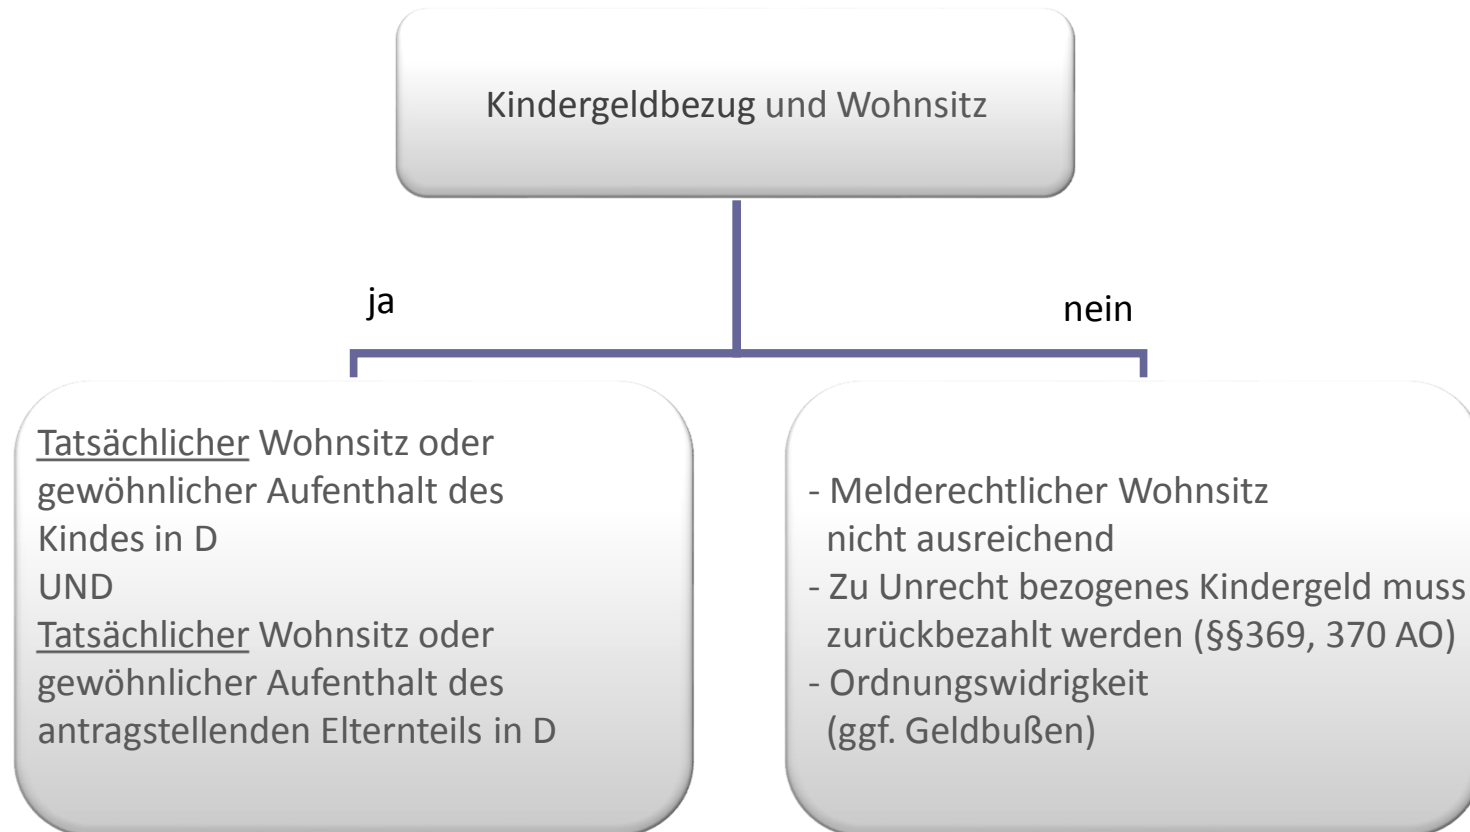 Kindergeldbezug und Wohnsitz
ja
nein
Tatsächlicher Wohnsitz oder
gewöhnlicher Aufenthalt des
Kindes in D
UND
Tatsächlicher Wohnsitz oder
gewöhnlicher Aufenthalt des
antragstellenden Elternteils in D
- Melderechtlicher Wohnsitz
nicht ausreichend
- Zu Unrecht bezogenes Kindergeld muss
zurückbezahlt werden (§§369, 370 AO)
- Ordnungswidrigkeit
(ggf. Geldbußen)